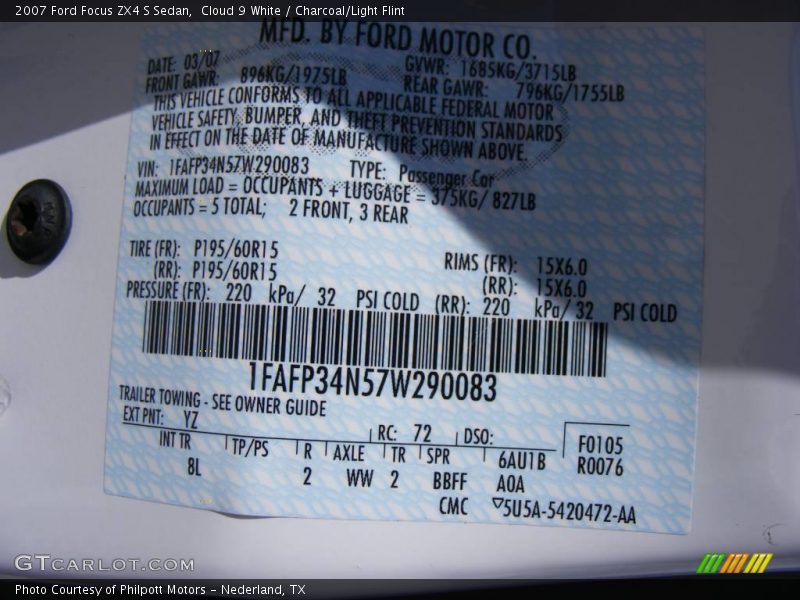 2007 Ford Focus ZX4 S Sedan,  Cloud 9 White / Charcoal/Light Flint
MFD. BY FORD MOTOR CO.
DATE: 03/07 GVWR: 1685KG/3715LB
FRONT GAWR: 896KG/1975LB REAR GAWR: 796KG/1755LB
THIS VEHICLE CONFORMS TO ALL APPLICABLE FEDERAL MOTOR
VEHICLE SAFETY, BUMPER, AND THEFT PREVENTION STANDARDS
IN EFFECT ON THE DATE OF MANUFACTURE SHOWN ABOVE.
VIN: 1FAFP34N57W290083 TYPE: Passenger Car
MAXIMUM LOAD = OCCUPANTS + LUGGAGE = 375KG/ 827LB
OCCUPANTS = 5 TOTAL; 2 FRONT, 3 REAR
TIRE (FR): P195/60R15 RIMS (FR): 15X6.0
(RR): P195/60R15 (RR): 15X6.0
PRESSURE (FR): 220 kPa/ 32 PSI COLD (RR): 220 kPa/ 32 PSI COLD
1FAFP34N57W290083
TRAILER TOWING - SEE OWNER GUIDE
EXT PNT: YZ RC: 72 DSO: F0105
INT TR TP/PS R AXLE TR SPR 6AU1B R0076
8L 2 WW 2 BBFF AOA
CMC ▽5U5A-5420472-AA
GTCARLOT.COM
Photo Courtesy of Philpott Motors - Nederland, TX